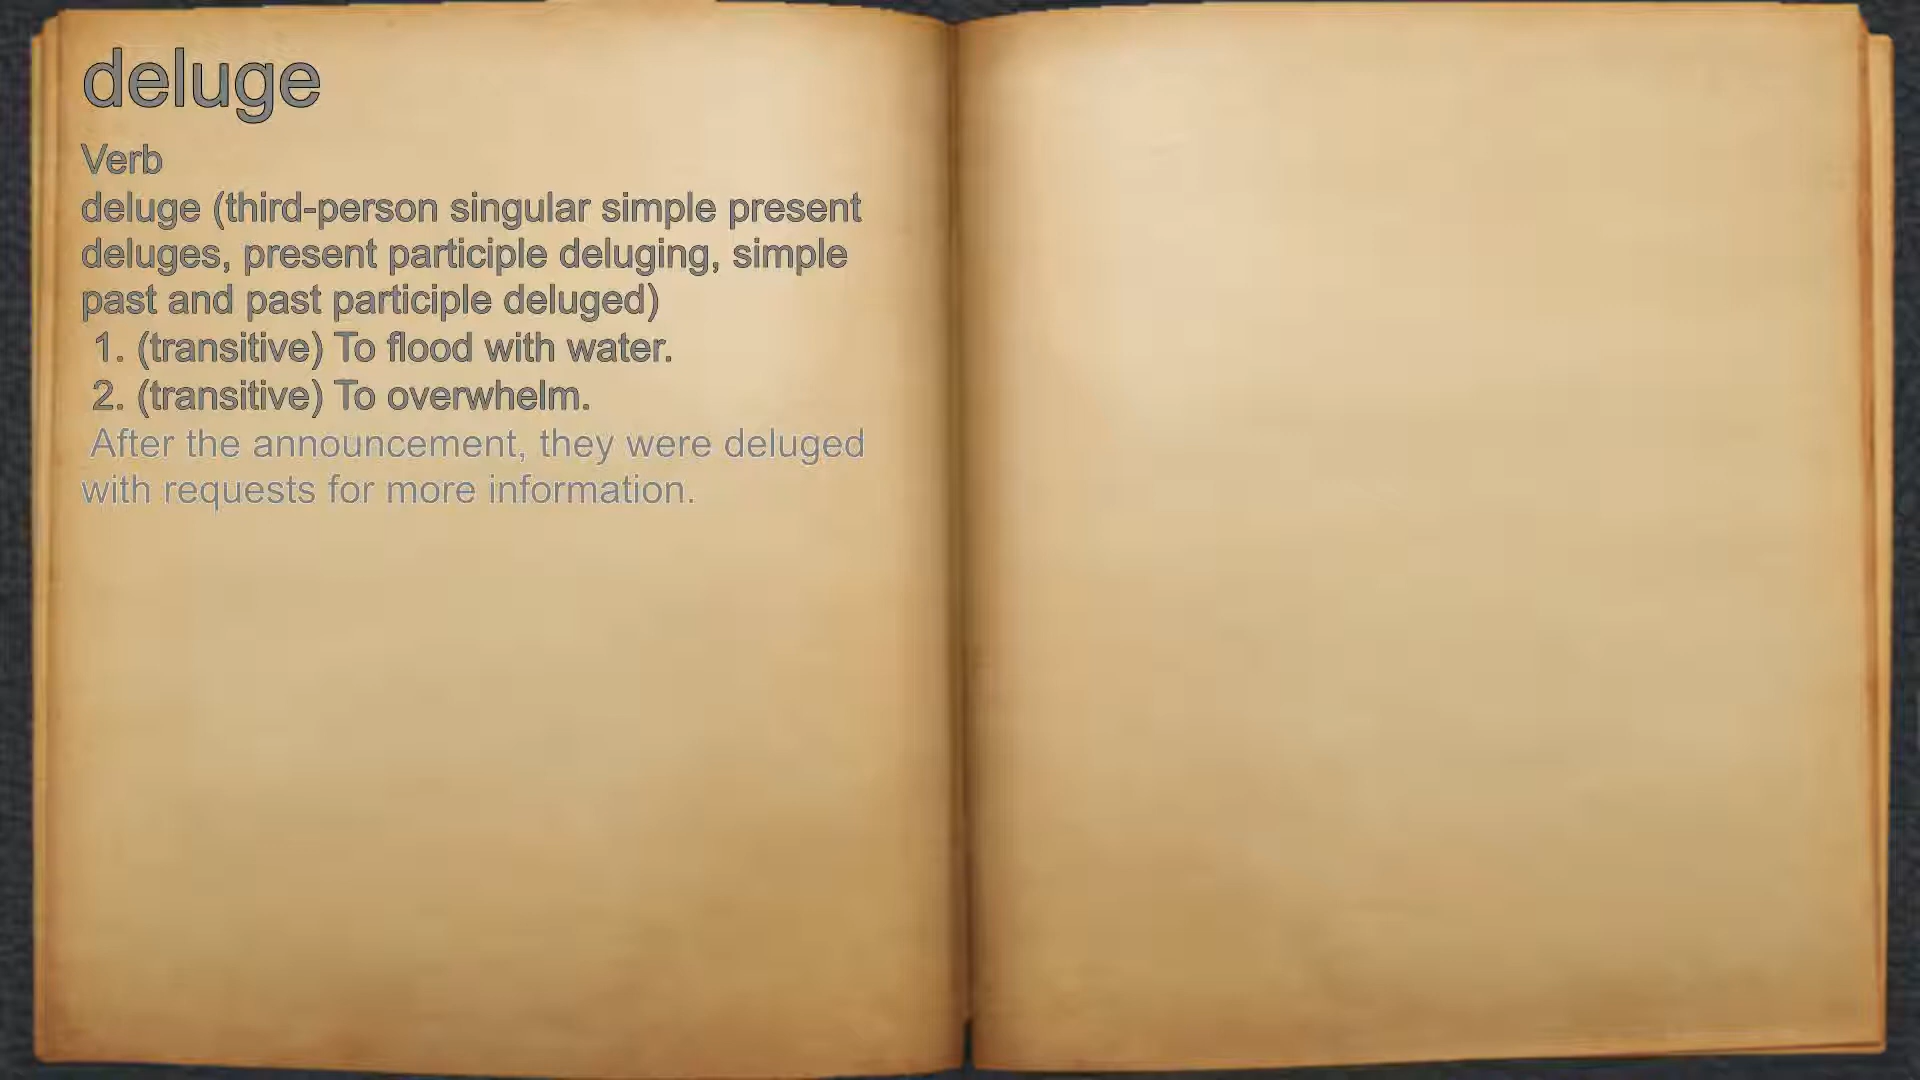 deluge
Verb
deluge (third-person singular simple present
deluges, present participle deluging, simple
past and past participle deluged)
1. (transitive) To flood with water.
2. (transitive) To overwhelm.
After the announcement, they were deluged
with requests for more information.